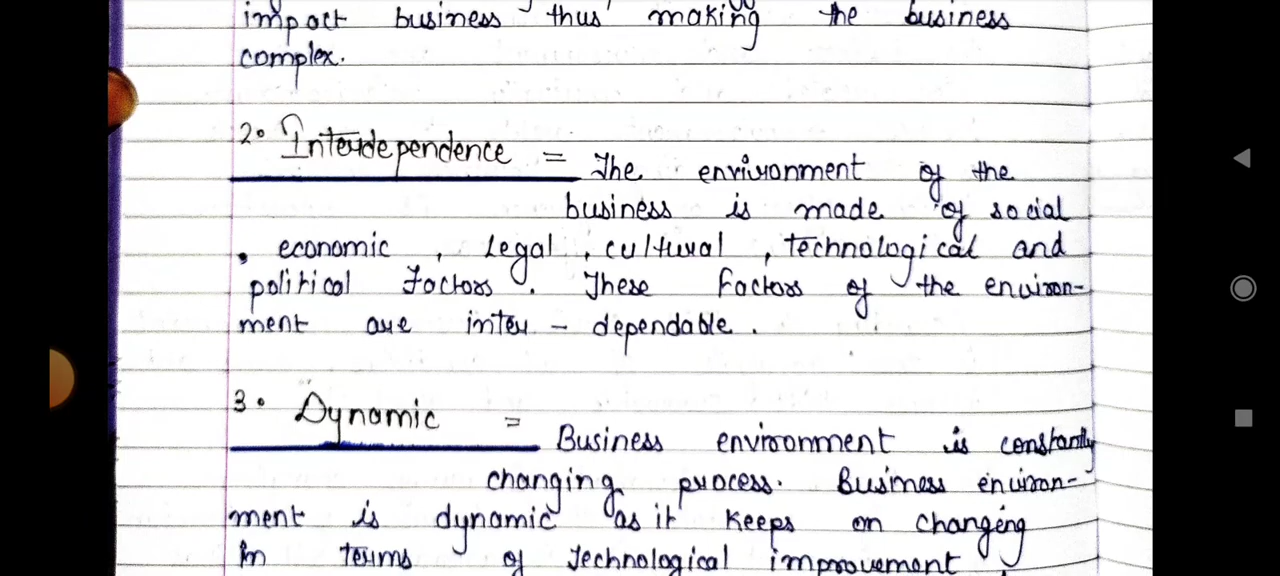 impact business thus making the business
complex.
2. Interdependence = The environment of the
business is made of social
, economic , Legal , cultural , technological and
political Factors . These Factors of the environ-
ment are inter - dependable .
3. Dynamic = Business environment is constantly
changing process. Business environ-
ment is dynamic as it keeps on changing
in terms of technological improvement ,